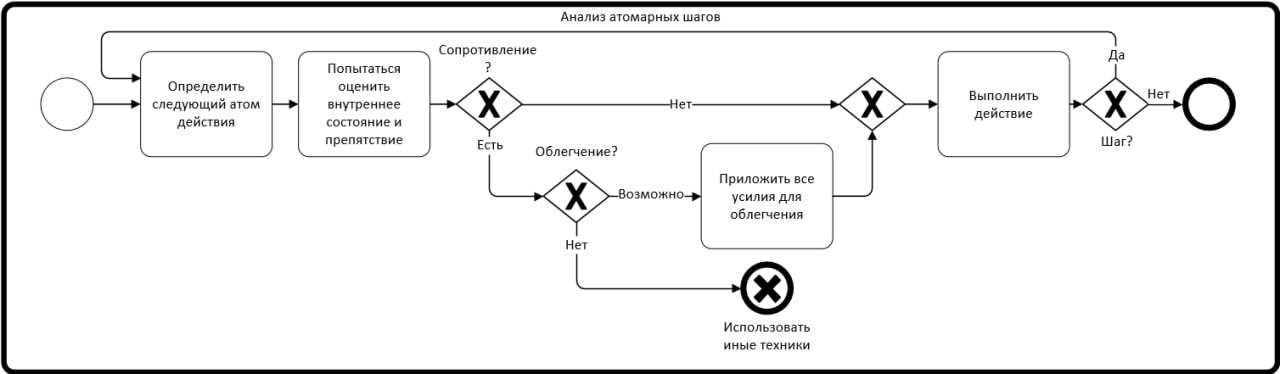 Анализ атомарных шагов
Определить
следующий атом
действия
Попытаться
оценить
внутреннее
состояние и
препятствие
Сопротивление
?
Нет
Есть
Облегчение?
Возможно
Нет
Приложить все
усилия для
облегчения
Использовать
иные техники
Выполнить
действие
Да
Нет
Шаг?